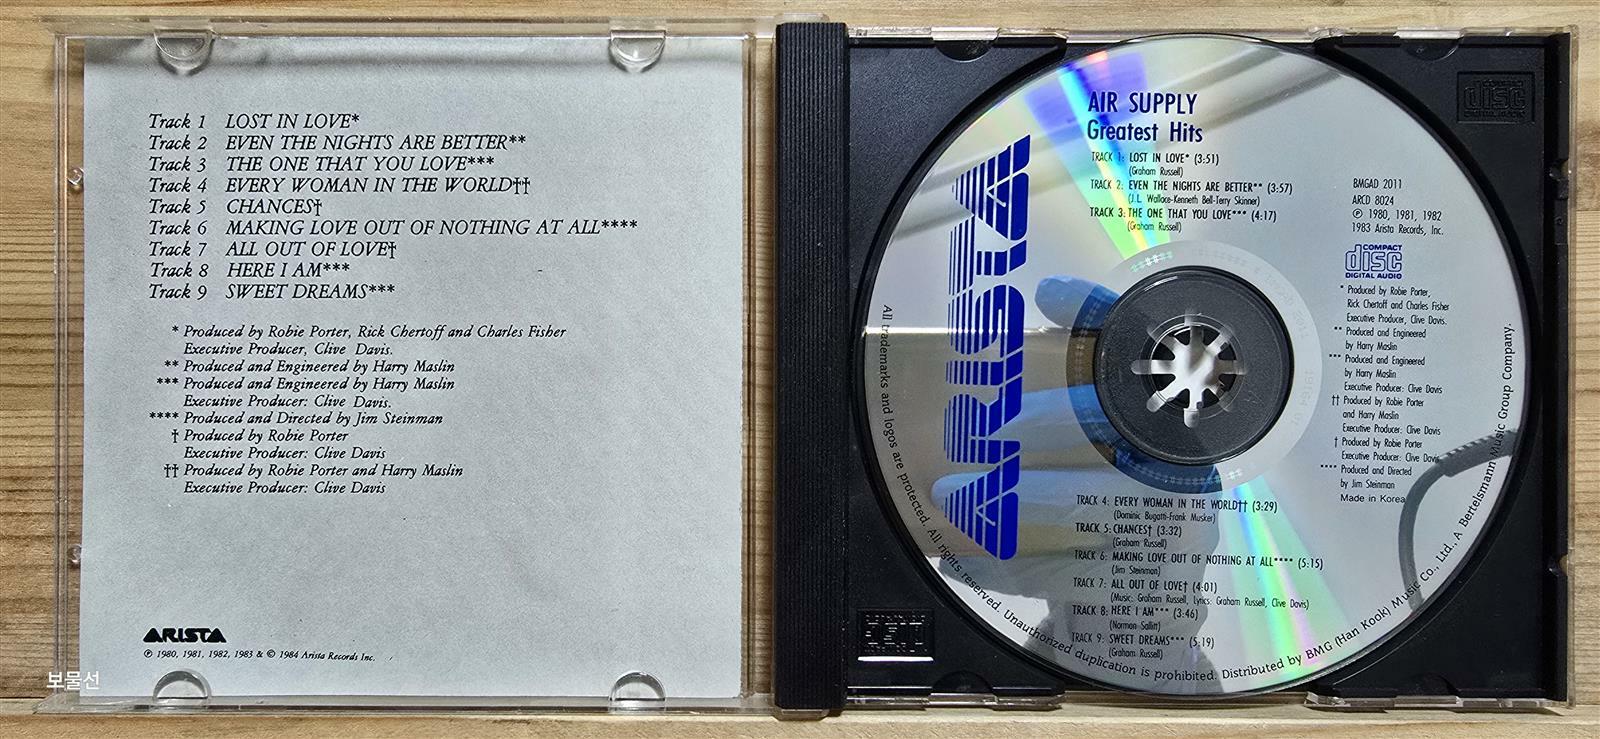 Track 1 LOST IN LOVE*
Track 2 EVEN THE NIGHTS ARE BETTER**
Track 3 THE ONE THAT YOU LOVE***
Track 4 EVERY WOMAN IN THE WORLD††
Track 5 CHANCES†
Track 6 MAKING LOVE OUT OF NOTHING AT ALL****
Track 7 ALL OUT OF LOVE†
Track 8 HERE I AM***
Track 9 SWEET DREAMS***
* Produced by Robie Porter, Rick Chertoff and Charles Fisher
Executive Producer, Clive Davis.
** Produced and Engineered by Harry Maslin
*** Produced and Engineered by Harry Maslin
Executive Producer: Clive Davis.
**** Produced and Directed by Jim Steinman
† Produced by Robie Porter
Executive Producer: Clive Davis
†† Produced by Robie Porter and Harry Maslin
Executive Producer: Clive Davis
ARISTA
℗ 1980, 1981, 1982, 1983 & © 1984 Arista Records Inc.
보물선
AIR SUPPLY
Greatest Hits
TRACK 1: LOST IN LOVE* (3:51)
(Graham Russell)
TRACK 2: EVEN THE NIGHTS ARE BETTER** (3:57)
(J.L. Wallace-Kenneth Bell-Terry Skinner)
TRACK 3: THE ONE THAT YOU LOVE*** (4:17)
(Graham Russell)
ARISTA
BMGAD 2011
ARCD 8024
℗ 1980, 1981, 1982
1983 Arista Records, Inc.
COMPACT
disc
DIGITAL AUDIO
* Produced by Robie Porter,
Rick Chertoff and Charles Fisher
Executive Producer, Clive Davis.
** Produced and Engineered
by Harry Maslin
*** Produced and Engineered
by Harry Maslin
Executive Producer: Clive Davis
†† Produced by Robie Porter
and Harry Maslin
Executive Producer: Clive Davis
† Produced by Robie Porter
Executive Producer: Clive Davis
**** Produced and Directed
by Jim Steinman
Made in Korea
TRACK 4: EVERY WOMAN IN THE WORLD†† (3:29)
(Dominic Bugatti-Frank Musker)
TRACK 5: CHANCES† (3:32)
(Graham Russell)
TRACK 6: MAKING LOVE OUT OF NOTHING AT ALL**** (5:15)
(Jim Steinman)
TRACK 7: ALL OUT OF LOVE† (4:01)
(Music: Graham Russell, Lyrics: Graham Russell, Clive Davis)
TRACK 8: HERE I AM*** (3:46)
(Norman Sallitt)
TRACK 9: SWEET DREAMS*** (5:19)
(Graham Russell)
All trademarks and logos are protected. All rights reserved. Unauthorized duplication is prohibited. Distributed by BMG (Han Kook) Music Co., Ltd., A Bertelsmann Music Group Company.
disc